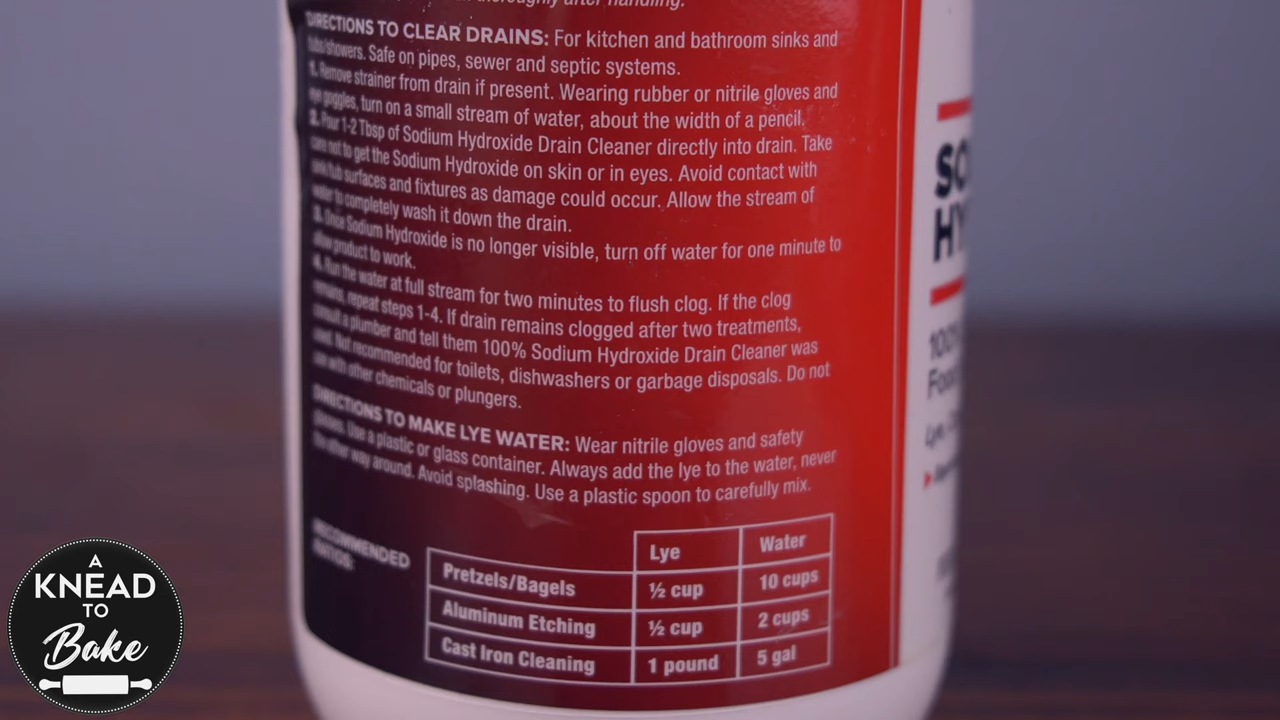 thoroughly after handling.
DIRECTIONS TO CLEAR DRAINS: For kitchen and bathroom sinks and
tubs/showers. Safe on pipes, sewer and septic systems.
1. Remove strainer from drain if present. Wearing rubber or nitrile gloves and
eye goggles, turn on a small stream of water, about the width of a pencil.
2. Pour 1-2 Tbsp of Sodium Hydroxide Drain Cleaner directly into drain. Take
care not to get the Sodium Hydroxide on skin or in eyes. Avoid contact with
sink/tub surfaces and fixtures as damage could occur. Allow the stream of
water to completely wash it down the drain.
3. Once Sodium Hydroxide is no longer visible, turn off water for one minute to
allow product to work.
4. Run the water at full stream for two minutes to flush clog. If the clog
remains, repeat steps 1-4. If drain remains clogged after two treatments,
consult a plumber and tell them 100% Sodium Hydroxide Drain Cleaner was
used. Not recommended for toilets, dishwashers or garbage disposals. Do not
use with other chemicals or plungers.
DIRECTIONS TO MAKE LYE WATER: Wear nitrile gloves and safety
glasses. Use a plastic or glass container. Always add the lye to the water, never
the other way around. Avoid splashing. Use a plastic spoon to carefully mix.
RECOMMENDED
RATIOS:
Lye Water
Pretzels/Bagels ½ cup 10 cups
Aluminum Etching ½ cup 2 cups
Cast Iron Cleaning 1 pound 5 gal
SO
HY
100
Foo
Lye,
A
KNEAD
TO
Bake